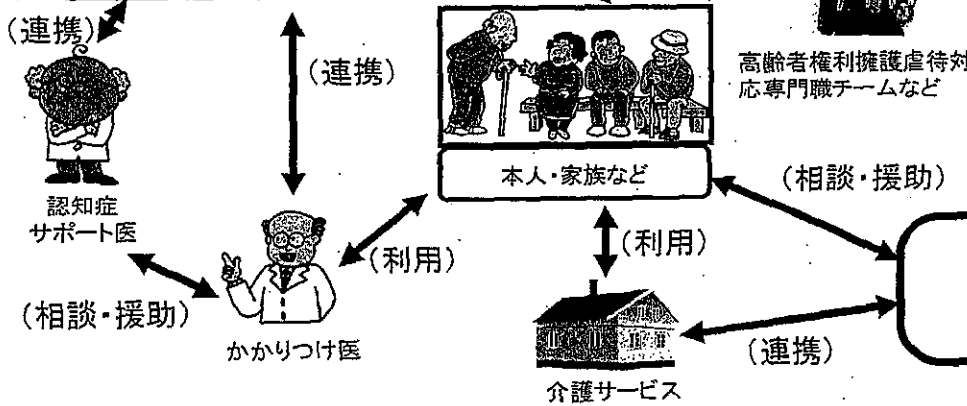 (連携)
(連携)
高齢者権利擁護虐待対
応専門職チームなど
本人・家族など
(相談・援助)
認知症
サポート医
(利用)
(利用)
(相談・援助)
かかりつけ医
(連携)
介護サービス